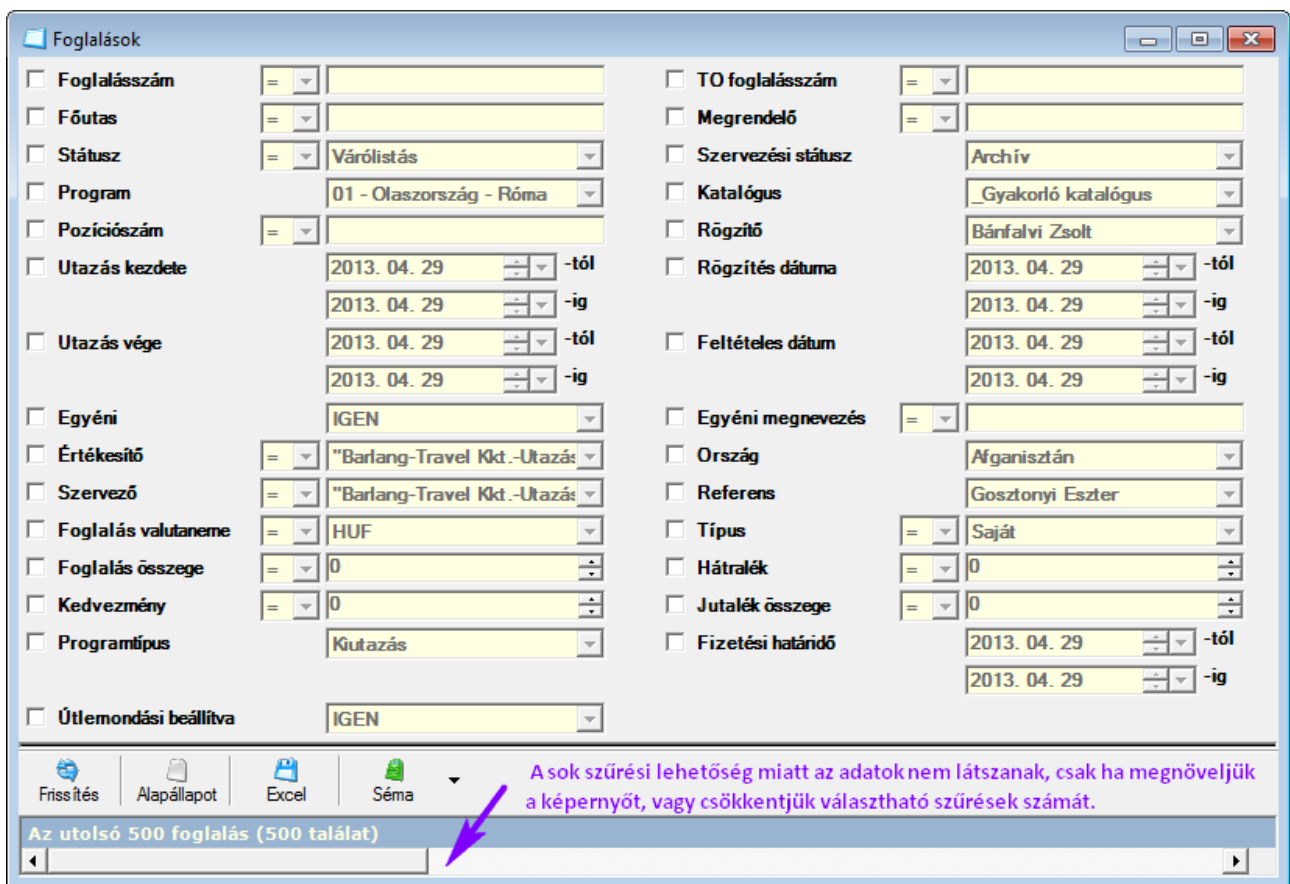 Foglalások
Foglalásszám = TO foglalásszám =
Főutas = Megrendelő =
Státusz = Várólistás Szervezési státusz Archív
Program 01 - Olaszország - Róma Katalógus _Gyakorló katalógus
Pozíciószám = Rögzítő Bánfalvi Zsolt
Utazás kezdete 2013. 04. 29 -tól Rögzítés dátuma 2013. 04. 29 -tól
2013. 04. 29 -ig 2013. 04. 29 -ig
Utazás vége 2013. 04. 29 -tól Feltételes dátum 2013. 04. 29 -tól
2013. 04. 29 -ig 2013. 04. 29 -ig
Egyéni IGEN Egyéni megnevezés =
Értékesítő = "Barlang-Travel Kkt.-Utazás Ország Afganisztán
Szervező = "Barlang-Travel Kkt.-Utazás Referens Gosztonyi Eszter
Foglalás valutaneme = HUF Típus = Saját
Foglalás összege = 0 Hátralék = 0
Kedvezmény = 0 Jutalék összege = 0
Programtípus Kiutazás Fizetési határidő 2013. 04. 29 -tól
2013. 04. 29 -ig
Útlemondási beállítva IGEN
Frissítés Alapállapot Excel Séma
A sok szűrési lehetőség miatt az adatok nem látszanak, csak ha megnöveljük
a képernyőt, vagy csökkentjük választható szűrések számát.
Az utolsó 500 foglalás (500 találat)